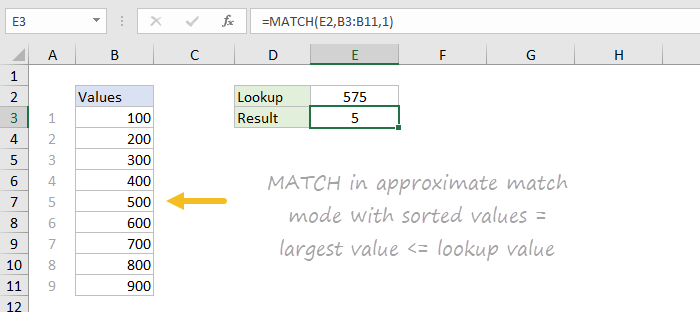 E3 fx =MATCH(E2,B3:B11,1)
A B C D E F G H
1
2 Values Lookup 575
3 1 100 Result 5
4 2 200
5 3 300
6 4 400
7 5 500
8 6 600
9 7 700
10 8 800
11 9 900
12
MATCH in approximate match
mode with sorted values =
largest value <= lookup value